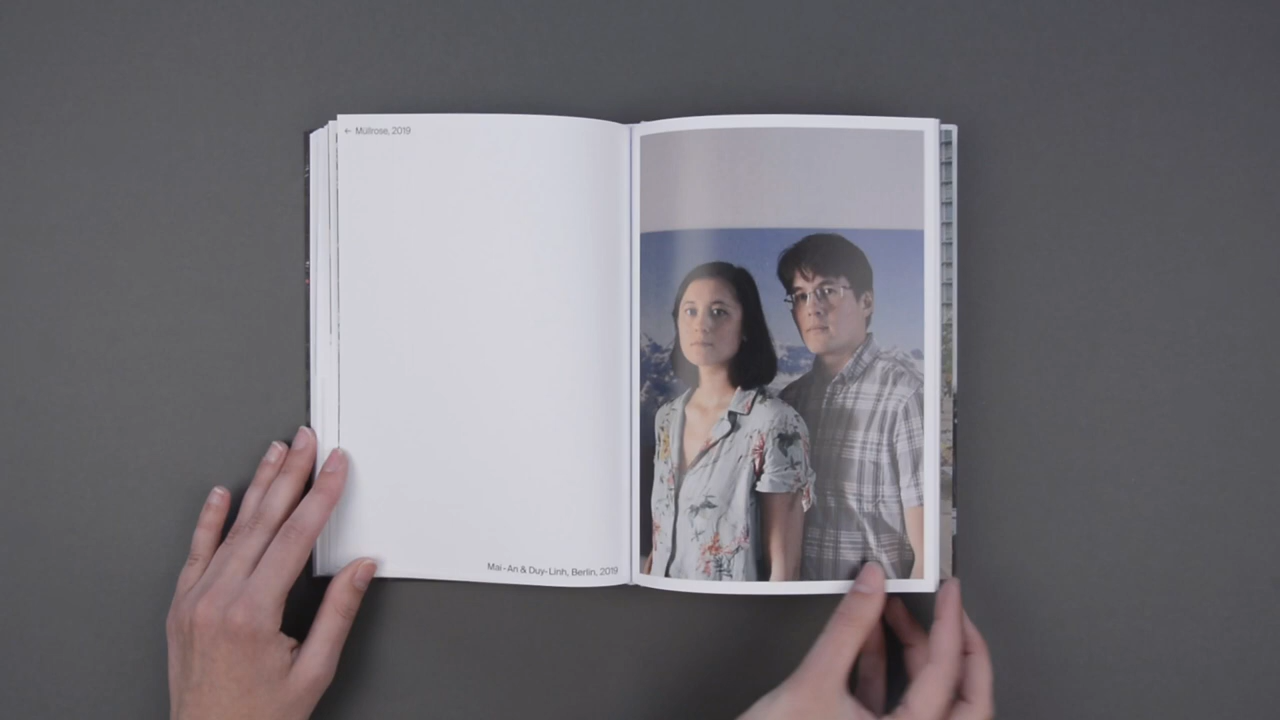 ← Müllrose, 2019
Mai-An & Duy-Linh, Berlin, 2019